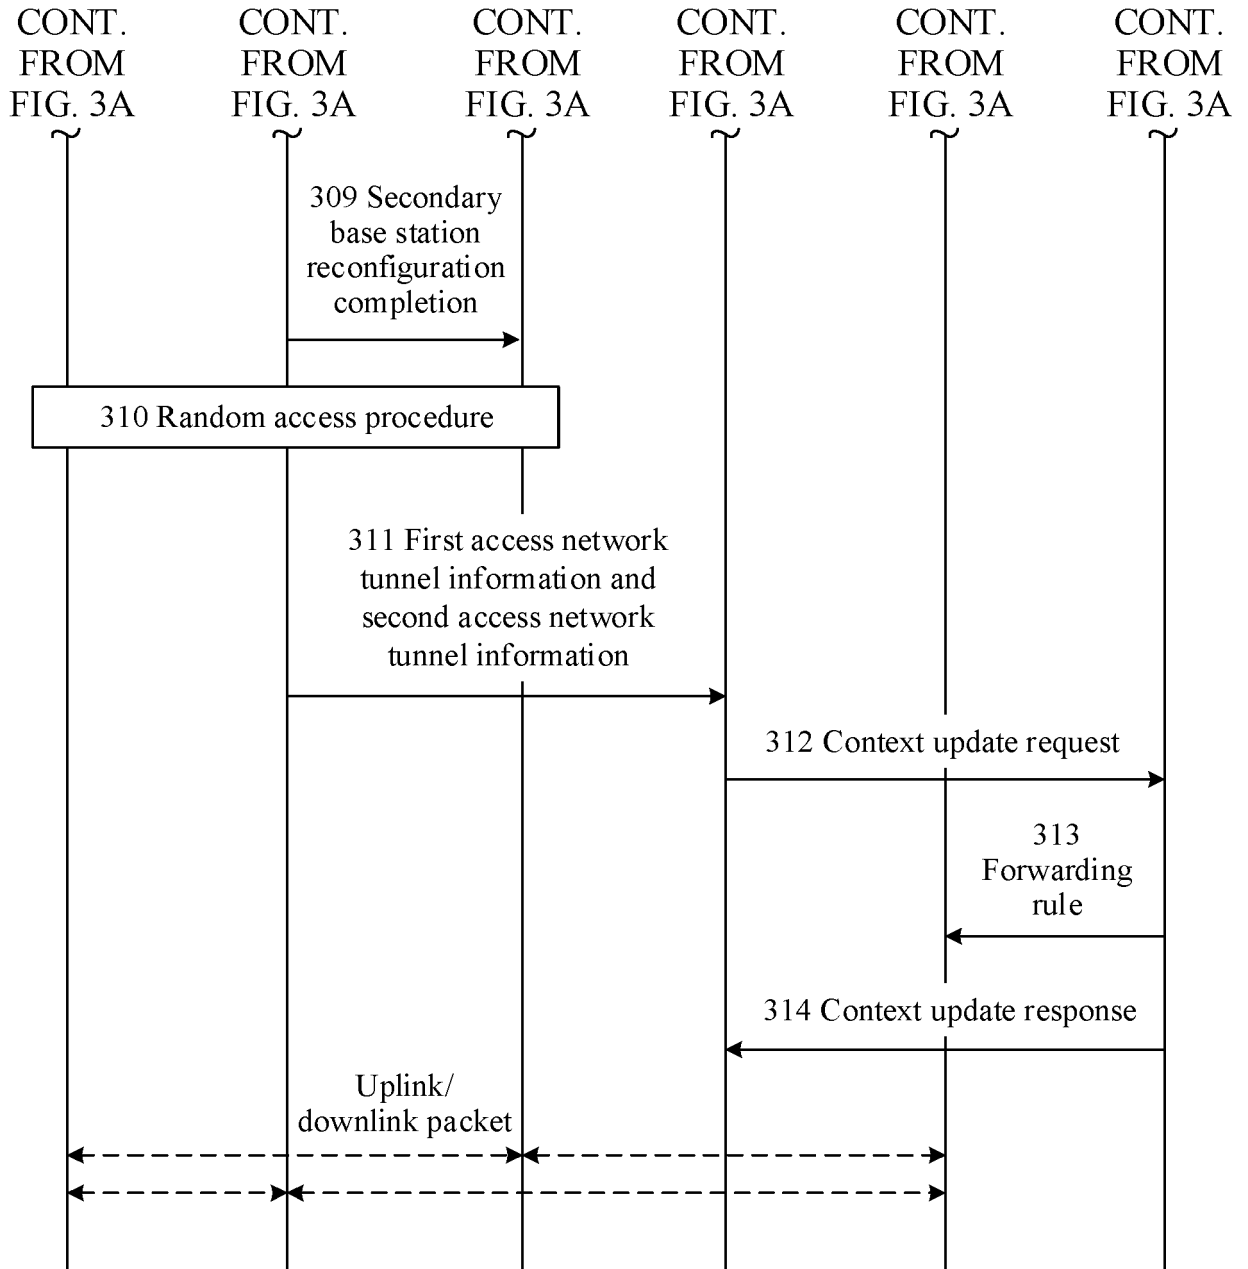 CONT. CONT. CONT. CONT. CONT. CONT.
FROM FROM FROM FROM FROM FROM
FIG. 3A FIG. 3A FIG. 3A FIG. 3A FIG. 3A FIG. 3A
309 Secondary
base station
reconfiguration
completion
310 Random access procedure
311 First access network
tunnel information and
second access network
tunnel information
312 Context update request
313
Forwarding
rule
314 Context update response
Uplink/
downlink packet